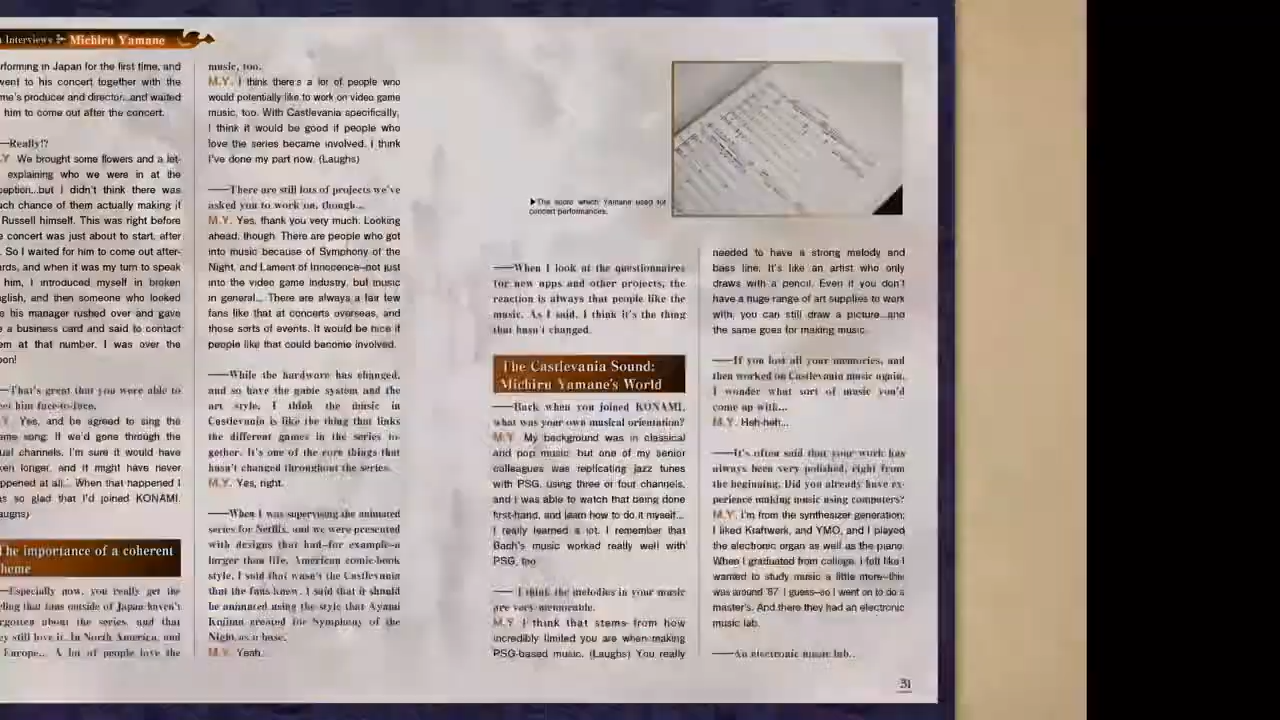 Interviews Michiru Yamane
rforming in Japan for the first time, and
went to his concert together with the
me's producer and director...and waited
him to come out after the concert.
—Really!?
.Y. We brought some flowers and a let-
explaining who we were in at the
ception...but I didn't think there was
uch chance of them actually making it
Russell himself. This was right before
e concert was just about to start, after
. So I waited for him to come out after-
ards, and when it was my turn to speak
him, I introduced myself in broken
nglish, and then someone who looked
e his manager rushed over and gave
e a business card and said to contact
em at that number. I was over the
oon!
—That's great that you were able to
eet him face-to-face.
.Y. Yes, and he agreed to sing the
eme song. If we'd gone through the
ual channels, I'm sure it would have
ken longer, and it might have never
ppened at all. When that happened I
as so glad that I'd joined KONAMI.
aughs)
The importance of a coherent
heme
—Especially now, you really get the
eling that fans outside of Japan haven't
rgotten about the series, and that
ey still love it. In North America, and
Europe... A lot of people love the
music, too.
M.Y. I think there's a lot of people who
would potentially like to work on video game
music, too. With Castlevania specifically,
I think it would be good if people who
love the series became involved. I think
I've done my part now. (Laughs)
——There are still lots of projects we've
asked you to work on, though...
M.Y. Yes, thank you very much. Looking
ahead, though. There are people who got
into music because of Symphony of the
Night, and Lament of Innocence—not just
into the video game industry, but music
in general... There are always a fair few
fans like that at concerts overseas, and
those sorts of events. It would be nice if
people like that could become involved.
——While the hardware has changed,
and so have the game system and the
art style, I think the music in
Castlevania is like the thing that links
the different games in the series to-
gether. It's one of the core things that
hasn't changed throughout the series.
M.Y. Yes, right.
——When I was supervising the animated
series for Netflix, and we were presented
with designs that had—for example—a
larger than life, American comic-book
style, I said that wasn't the Castlevania
that the fans knew. I said that it should
be animated using the style that Ayami
Kojima created for Symphony of the
Night as a base.
M.Y. Yeah.
▶The score which Yamane used for
concert performances.
——When I look at the questionnaires
for new apps and other projects, the
reaction is always that people like the
music. As I said, I think it's the thing
that hasn't changed.
The Castlevania Sound:
Michiru Yamane's World
——Back when you joined KONAMI,
what was your own musical orientation?
M.Y. My background was in classical
and pop music, but one of my senior
colleagues was replicating jazz tunes
with PSG, using three or four channels,
and I was able to watch that being done
first-hand, and learn how to do it myself...
I really learned a lot. I remember that
Bach's music worked really well with
PSG, too.
——I think the melodies in your music
are very memorable.
M.Y. I think that stems from how
incredibly limited you are when making
PSG-based music. (Laughs) You really
needed to have a strong melody and
bass line. It's like an artist who only
draws with a pencil. Even if you don't
have a huge range of art supplies to work
with, you can still draw a picture...and
the same goes for making music.
——If you lost all your memories, and
then worked on Castlevania music again,
I wonder what sort of music you'd
come up with...
M.Y. Heh-heh...
——It's often said that your work has
always been very polished, right from
the beginning. Did you already have ex-
perience making music using computers?
M.Y. I'm from the synthesizer generation;
I liked Kraftwerk, and YMO, and I played
the electronic organ as well as the piano.
When I graduated from college, I felt like I
wanted to study music a little more—this
was around '87 I guess—so I went on to do a
master's. And there they had an electronic
music lab.
——An electronic music lab...
31